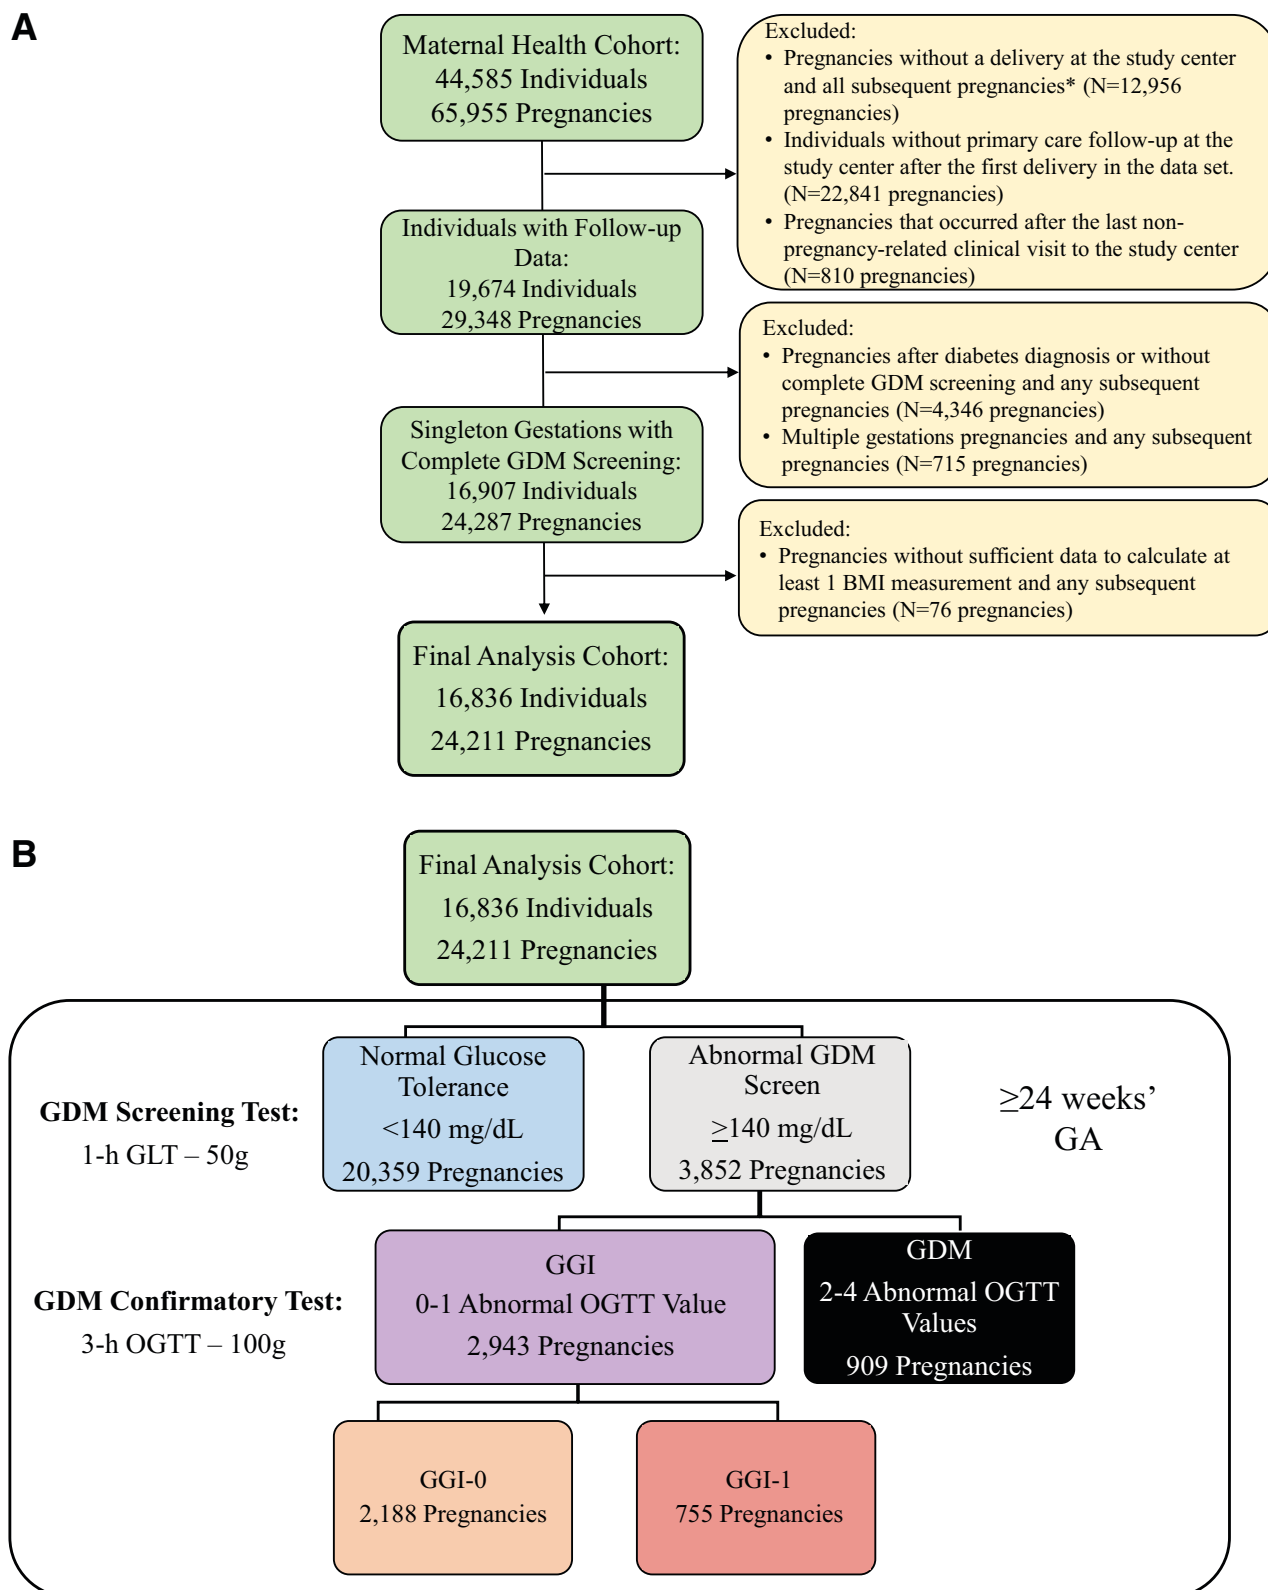 A
Maternal Health Cohort:
44,585 Individuals
65,955 Pregnancies
Excluded:
• Pregnancies without a delivery at the study center
and all subsequent pregnancies* (N=12,956
pregnancies)
• Individuals without primary care follow-up at the
study center after the first delivery in the data set.
(N=22,841 pregnancies)
• Pregnancies that occurred after the last non-
pregnancy-related clinical visit to the study center
(N=810 pregnancies)
Individuals with Follow-up
Data:
19,674 Individuals
29,348 Pregnancies
Excluded:
• Pregnancies after diabetes diagnosis or without
complete GDM screening and any subsequent
pregnancies (N=4,346 pregnancies)
• Multiple gestations pregnancies and any subsequent
pregnancies (N=715 pregnancies)
Singleton Gestations with
Complete GDM Screening:
16,907 Individuals
24,287 Pregnancies
Excluded:
• Pregnancies without sufficient data to calculate at
least 1 BMI measurement and any subsequent
pregnancies (N=76 pregnancies)
Final Analysis Cohort:
16,836 Individuals
24,211 Pregnancies
B
Final Analysis Cohort:
16,836 Individuals
24,211 Pregnancies
GDM Screening Test:
1-h GLT – 50g
Normal Glucose
Tolerance
<140 mg/dL
20,359 Pregnancies
Abnormal GDM
Screen
≥140 mg/dL
3,852 Pregnancies
≥24 weeks’
GA
GDM Confirmatory Test:
3-h OGTT – 100g
GGI
0-1 Abnormal OGTT Value
2,943 Pregnancies
GDM
2-4 Abnormal OGTT
Values
909 Pregnancies
GGI-0
2,188 Pregnancies
GGI-1
755 Pregnancies